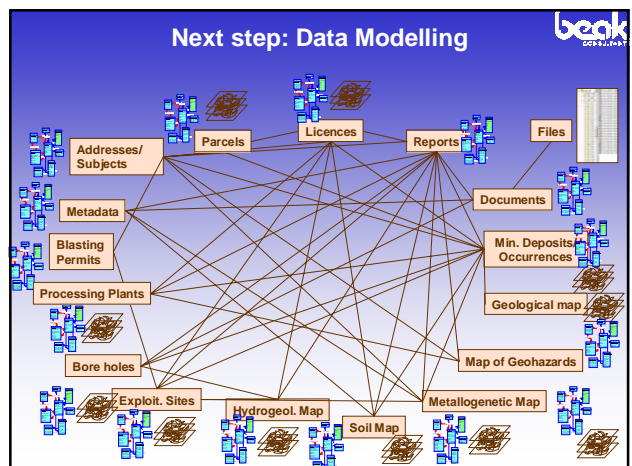 Next step: Data Modelling
beak
CONSULTANTS
Licences
Parcels
Reports
Files
Addresses/
Subjects
Documents
Metadata
Blasting
Permits
Min. Deposits/
Occurrences
Processing Plants
Geological map
Bore holes
Map of Geohazards
Exploit. Sites
Hydrogeol. Map
Soil Map
Metallogenetic Map